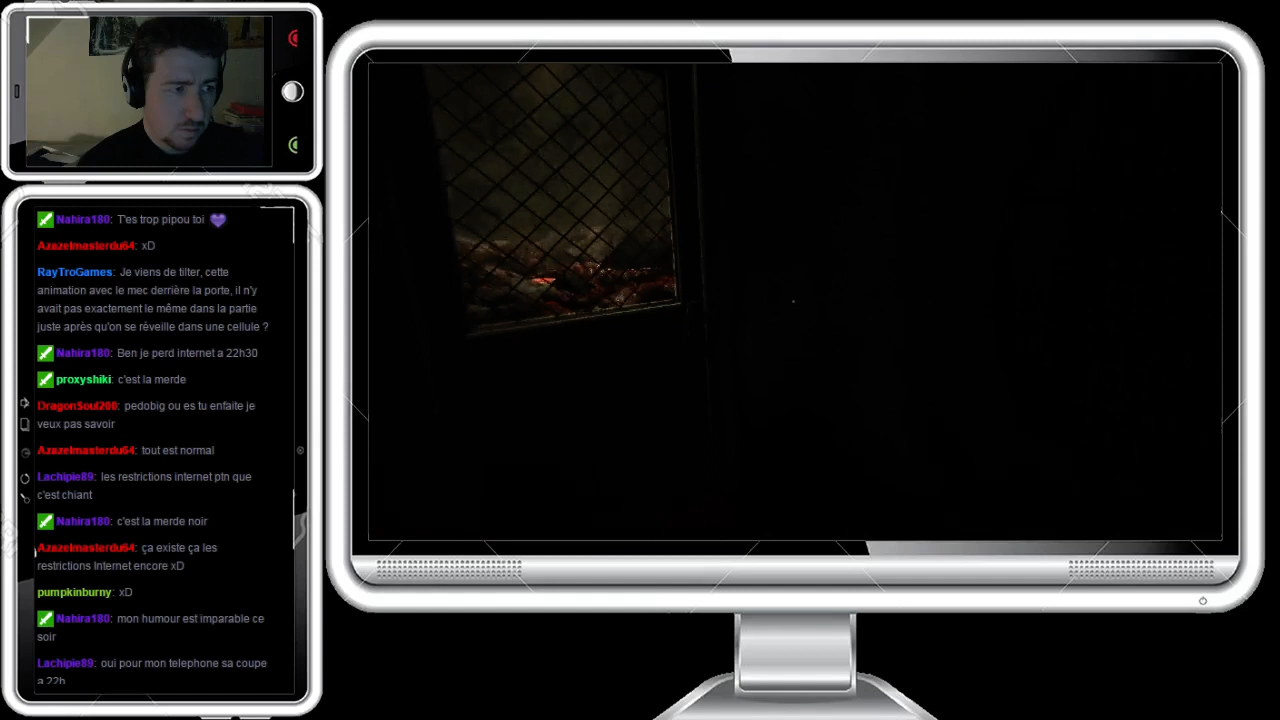 Nahira180: T'es trop pipou toi
Azazelmasterdu64: xD
RayTroGames: Je viens de tilter, cette
animation avec le mec derrière la porte, il n'y
avait pas exactement le même dans la partie
juste après qu'on se réveille dans une cellule ?
Nahira180: Ben je perd internet a 22h30
proxyshiki: c'est la merde
DragonSoul200: pedobig ou es tu enfaite je
veux pas savoir
Azazelmasterdu64: tout est normal
Lachipie89: les restrictions internet ptn que
c'est chiant
Nahira180: c'est la merde noir
Azazelmasterdu64: ça existe ça les
restrictions Internet encore xD
pumpkinburny: xD
Nahira180: mon humour est imparable ce
soir
Lachipie89: oui pour mon telephone sa coupe
a 22h